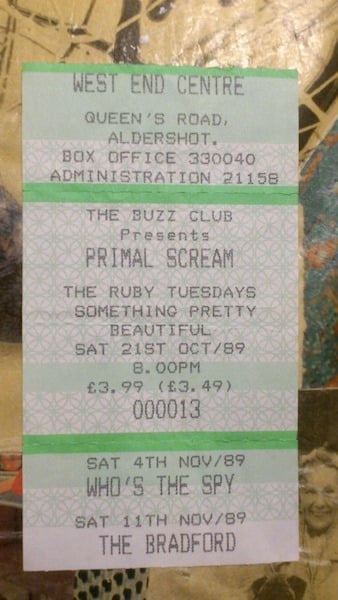 WEST END CENTRE
QUEEN'S ROAD,
ALDERSHOT.
BOX OFFICE 330040
ADMINISTRATION 21158
THE BUZZ CLUB
Presents
PRIMAL SCREAM
THE RUBY TUESDAYS
SOMETHING PRETTY
BEAUTIFUL
SAT 21ST OCT/89
8.00PM
£3.99 (£3.49)
000013
SAT 4TH NOV/89
WHO'S THE SPY
SAT 11TH NOV/89
THE BRADFORD